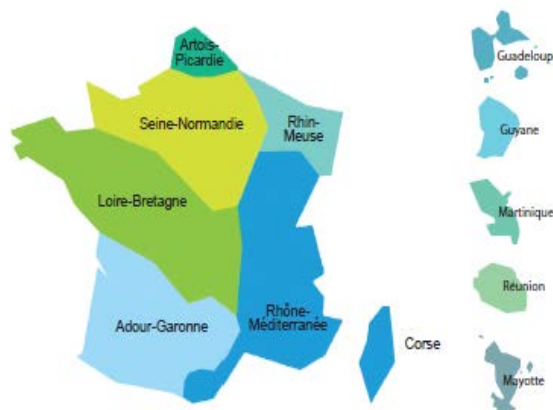 Artois-
Picardie
Seine-Normandie
Rhin-
Meuse
Loire-Bretagne
Adour-Garonne
Rhône-
Méditerranée
Corse
Guadeloup
Guyane
Martinique
Réunion
Mayotte